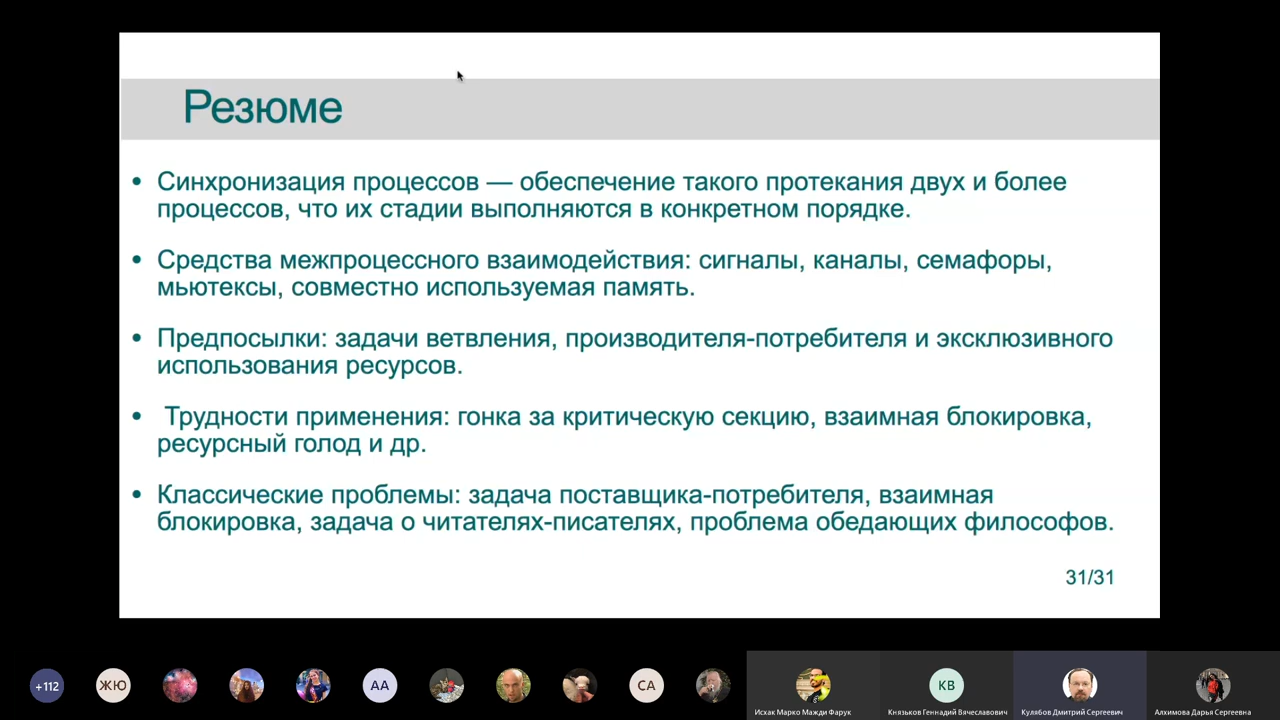 Резюме
• Синхронизация процессов — обеспечение такого протекания двух и более
процессов, что их стадии выполняются в конкретном порядке.
• Средства межпроцессного взаимодействия: сигналы, каналы, семафоры,
мьютексы, совместно используемая память.
• Предпосылки: задачи ветвления, производителя-потребителя и эксклюзивного
использования ресурсов.
• Трудности применения: гонка за критическую секцию, взаимная блокировка,
ресурсный голод и др.
• Классические проблемы: задача поставщика-потребителя, взаимная
блокировка, задача о читателях-писателях, проблема обедающих философов.
31/31
+112
ЖЮ
АА
СА
КВ
Исхак Марко Мажди Фарук
Князьков Геннадий Вячеславович
Кулябов Дмитрий Сергеевич
Алхимова Дарья Сергеевна